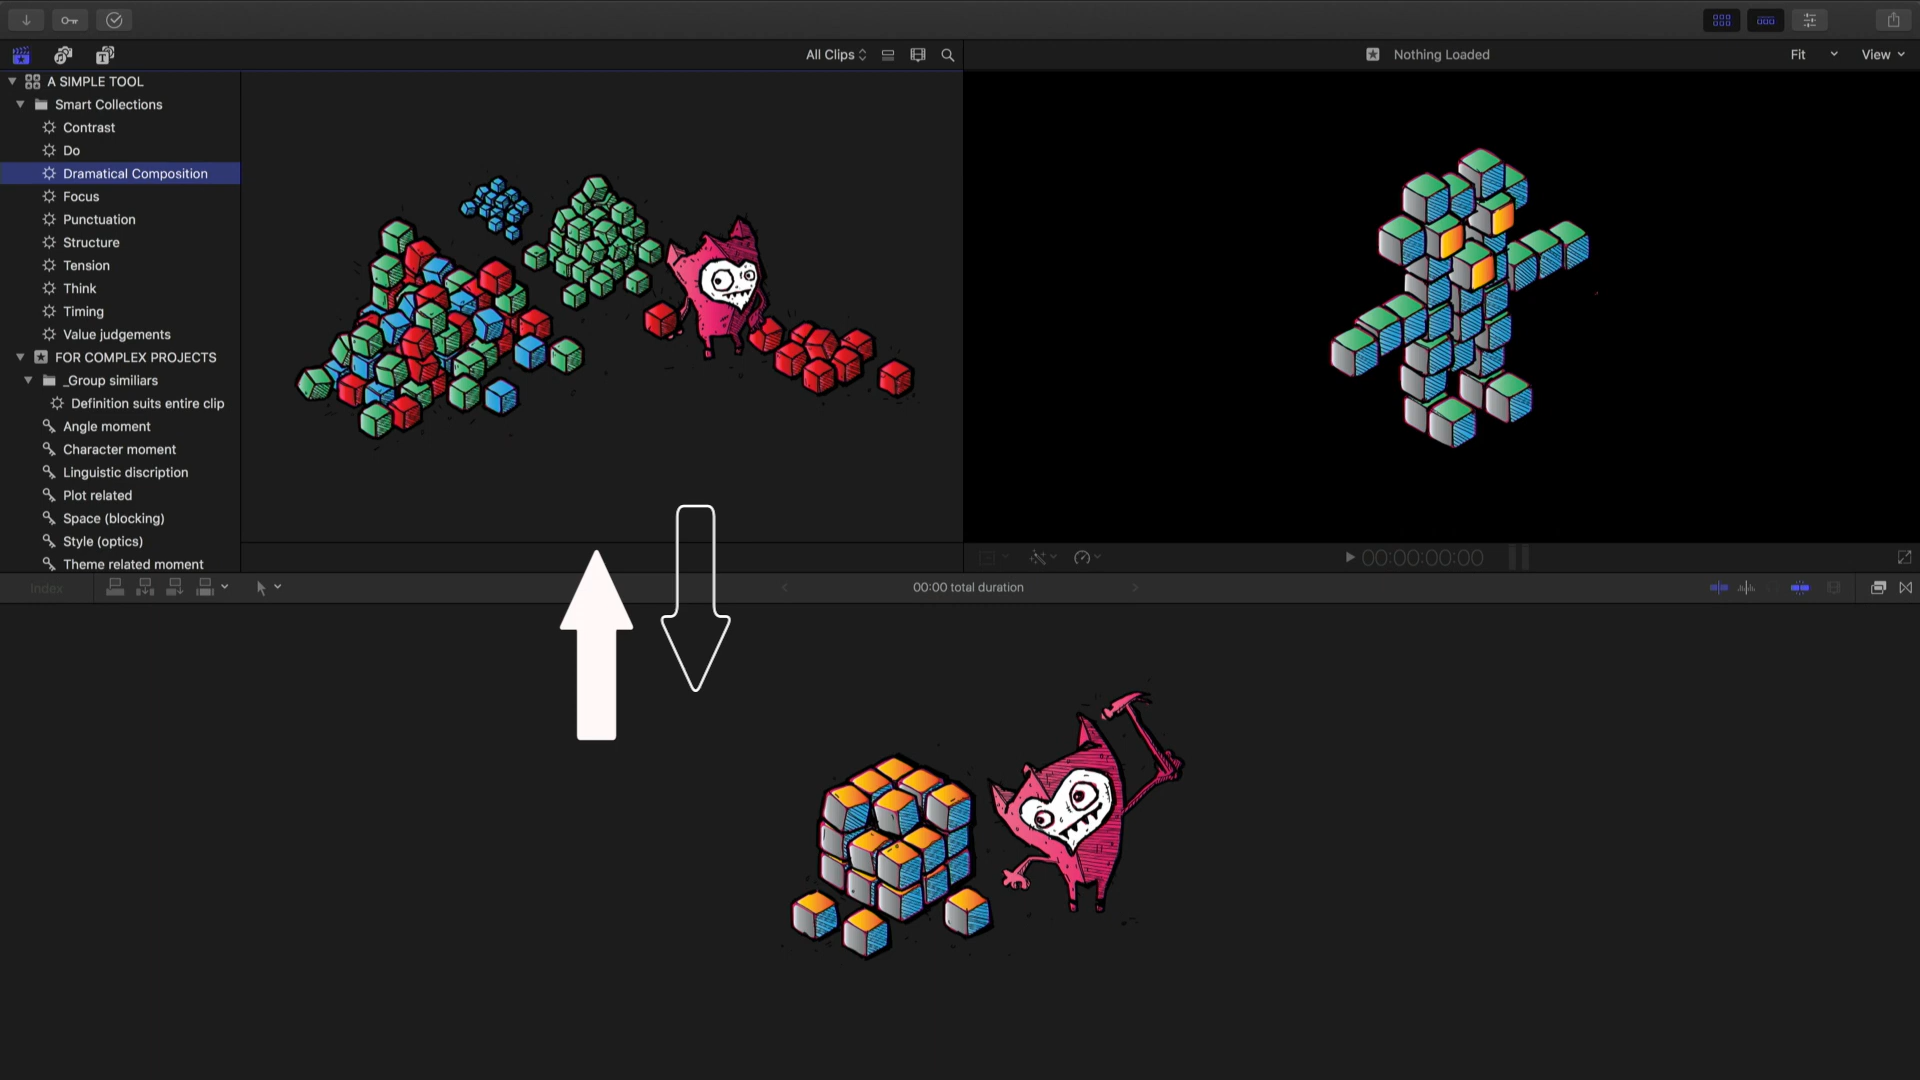 All Clips
Nothing Loaded
Fit
View
A SIMPLE TOOL
Smart Collections
Contrast
Do
Dramatical Composition
Focus
Punctuation
Structure
Tension
Think
Timing
Value judgements
FOR COMPLEX PROJECTS
_Group similiars
Definition suits entire clip
Angle moment
Character moment
Linguistic discription
Plot related
Space (blocking)
Style (optics)
Theme related moment
00:00:00:00
Index
00:00 total duration